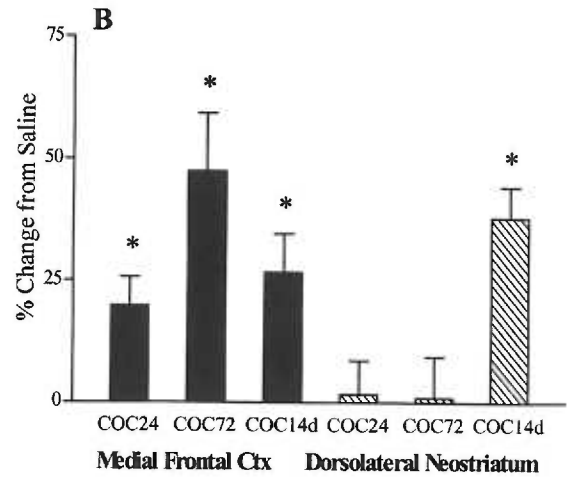 B
75
50
25
0
% Change from Saline
*
*
*
*
COC24 COC72 COC14d COC24 COC72 COC14d
Medial Frontal Ctx Dorsolateral Neostriatum